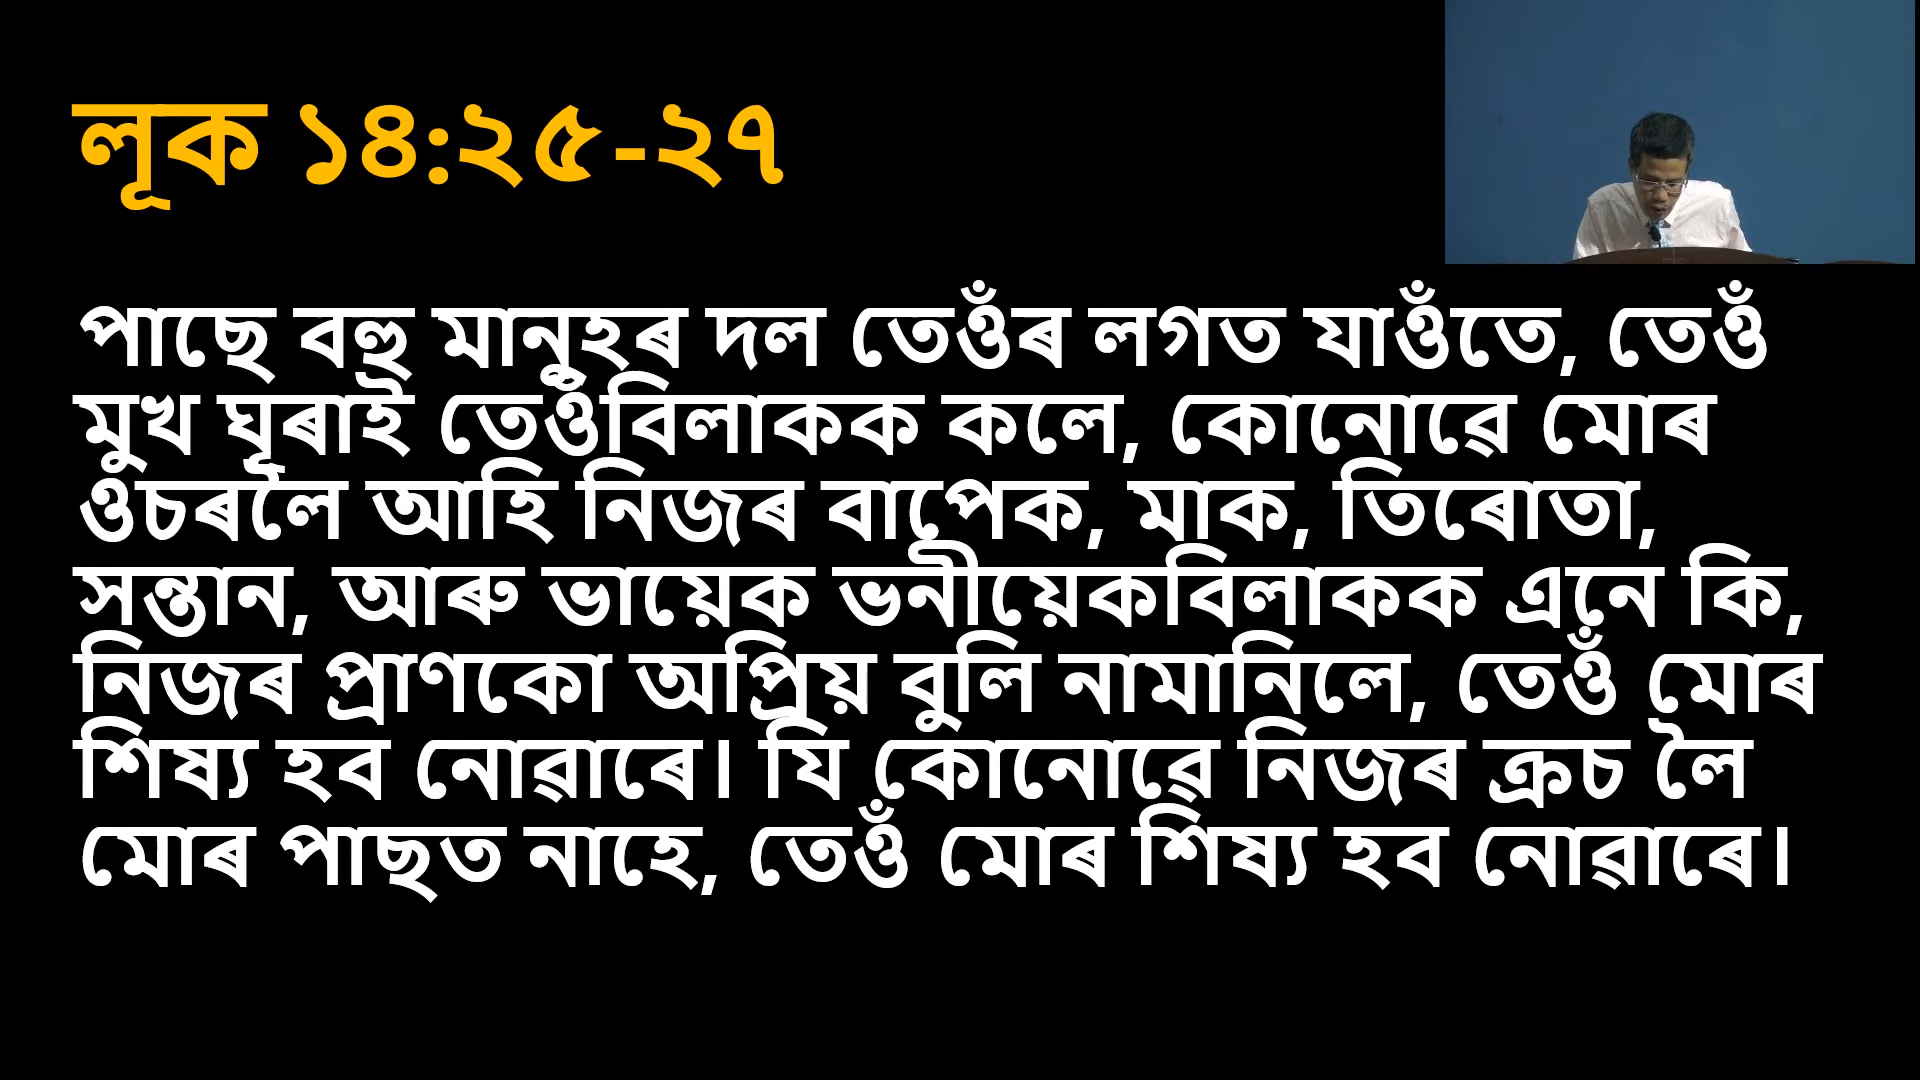 লূক ১৪:২৫-২৭
পাছে বহু মানুহৰ দল তেওঁৰ লগত যাওঁতে, তেওঁ
মুখ ঘূৰাই তেওঁবিলাকক কলে, কোনোৱে মোৰ
ওচৰলৈ আহি নিজৰ বাপেক, মাক, তিৰোতা,
সন্তান, আৰু ভায়েক ভনীয়েকবিলাকক এনে কি,
নিজৰ প্ৰাণকো অপ্ৰিয় বুলি নামানিলে, তেওঁ মোৰ
শিষ্য হব নোৱাৰে। যি কোনোৱে নিজৰ ক্ৰচ লৈ
মোৰ পাছত নাহে, তেওঁ মোৰ শিষ্য হব নোৱাৰে।